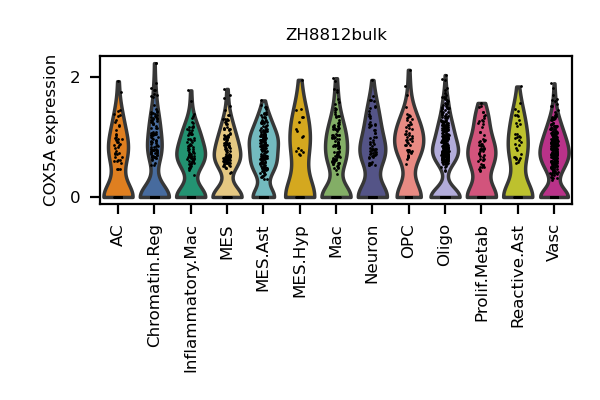 ZH8812bulk
COX5A expression
2
0
AC
Chromatin.Reg
Inflammatory.Mac
MES
MES.Ast
MES.Hyp
Mac
Neuron
OPC
Oligo
Prolif.Metab
Reactive.Ast
Vasc